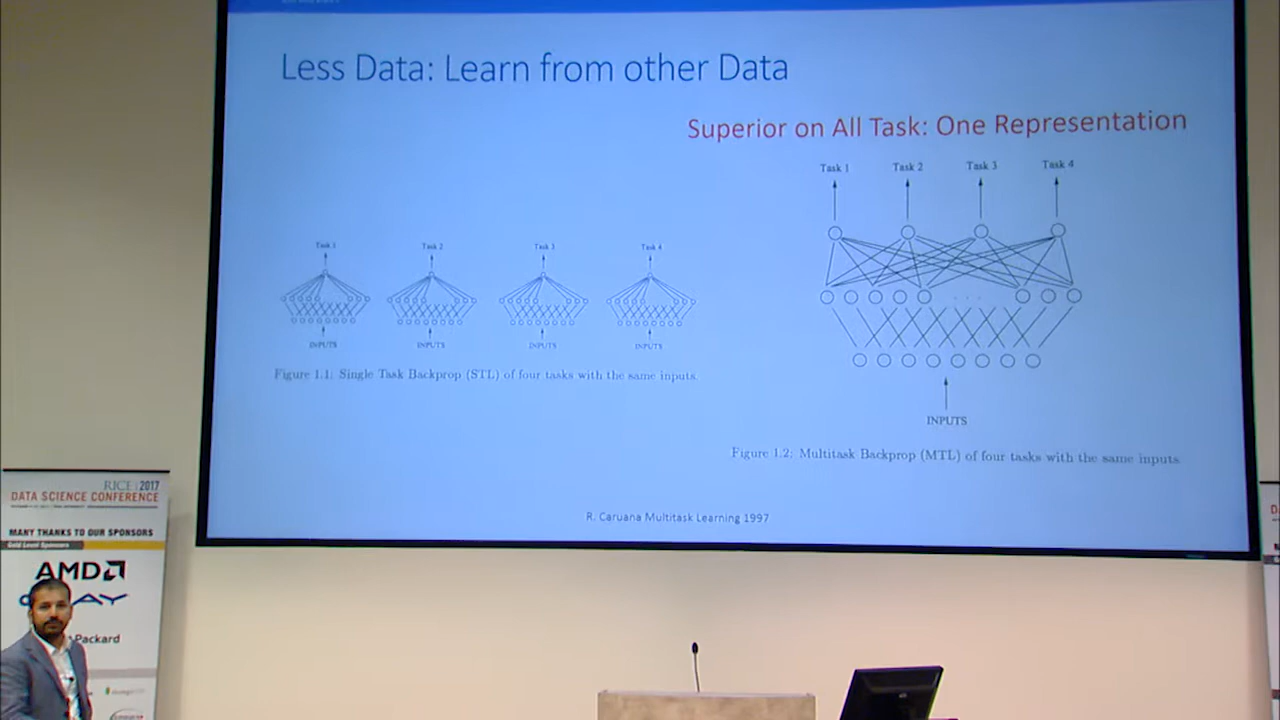 Less Data: Learn from other Data
Superior on All Task: One Representation
Task 1 Task 2 Task 3 Task 4
INPUTS INPUTS INPUTS INPUTS
Figure 1.1: Single Task Backprop (STL) of four tasks with the same inputs.
Task 1 Task 2 Task 3 Task 4
. . .
INPUTS
Figure 1.2: Multitask Backprop (MTL) of four tasks with the same inputs
R. Caruana Multitask Learning 1997
RICE | 2017
DATA SCIENCE CONFERENCE
MANY THANKS TO OUR SPONSORS
Gold Level Sponsors
AMD
AY
Packard